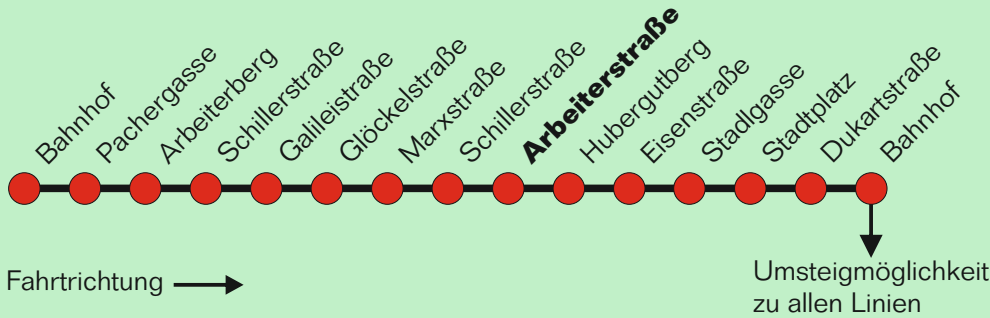 Bahnhof
Pachergasse
Arbeiterberg
Schillerstraße
Galileistraße
Glöckelstraße
Marxstraße
Schillerstraße
Arbeiterstraße
Hubergutberg
Eisenstraße
Stadlgasse
Stadtplatz
Dukartstraße
Bahnhof
Fahrtrichtung
Umsteigmöglichkeit
zu allen Linien